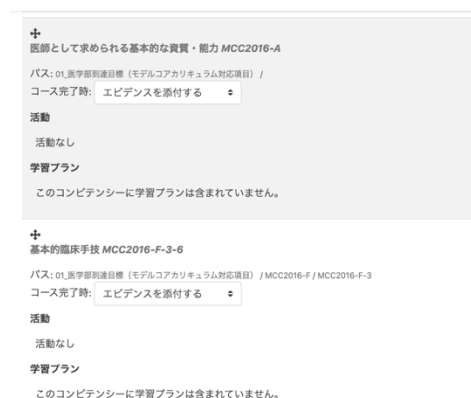 医師として求められる基本的な資質・能力 MCC2016-A
パス: 01_医学部到達目標（モデルコアカリキュラム対応項目） /
コース完了時: エビデンスを添付する
活動
活動なし
学習プラン
このコンピテンシーに学習プランは含まれていません。
基本的臨床手技 MCC2016-F-3-6
パス: 01_医学部到達目標（モデルコアカリキュラム対応項目） / MCC2016-F / MCC2016-F-3
コース完了時: エビデンスを添付する
活動
活動なし
学習プラン
このコンピテンシーに学習プランは含まれていません。